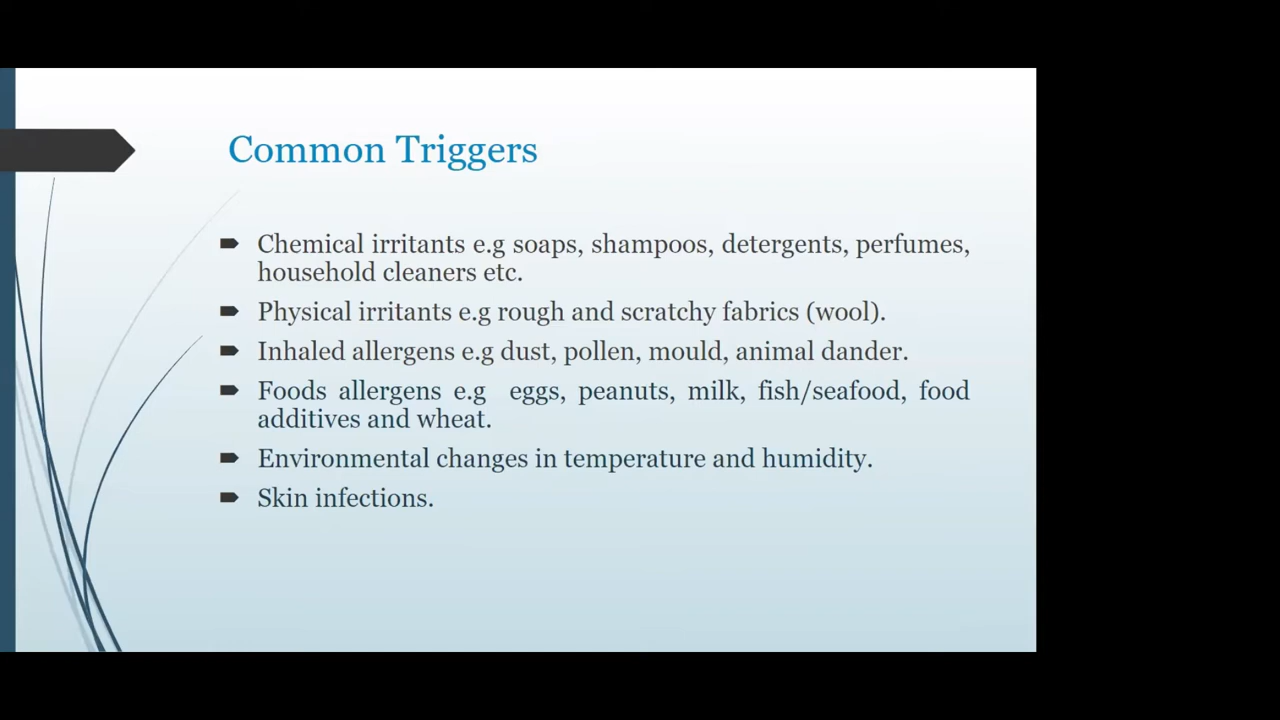 Common Triggers
Chemical irritants e.g soaps, shampoos, detergents, perfumes,
household cleaners etc.
Physical irritants e.g rough and scratchy fabrics (wool).
Inhaled allergens e.g dust, pollen, mould, animal dander.
Foods allergens e.g eggs, peanuts, milk, fish/seafood, food
additives and wheat.
Environmental changes in temperature and humidity.
Skin infections.